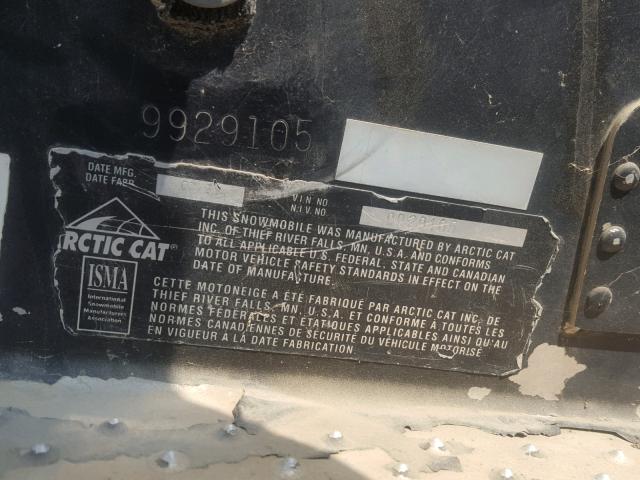 9929105
DATE MFG.
DATE FABR.
VIN NO
N.I.V. NO.
ARCTIC CAT®
ISMA
International
Snowmobile
Manufacturers
Association
THIS SNOWMOBILE WAS MANUFACTURED BY ARCTIC CAT
INC. OF THIEF RIVER FALLS, MN. U.S.A. AND CONFORMS
TO ALL APPLICABLE U.S. FEDERAL, STATE AND CANADIAN
MOTOR VEHICLE SAFETY STANDARDS IN EFFECT ON THE
DATE OF MANUFACTURE.
CETTE MOTONEIGE A ÉTÉ FABRIQUÉ PAR ARCTIC CAT INC. DE
THIEF RIVER FALLS, MN. U.S.A. ET CONFORME À TOUTES LES
NORMES FÉDÉRALES ET ÉTATIQUES APPLICABLES AINSI QU'AU
NORMES CANADIENNES DE SÉCURITÉ DU VÉHICULE MOTORISÉ
EN VIGUEUR À LA DATE FABRICATION.